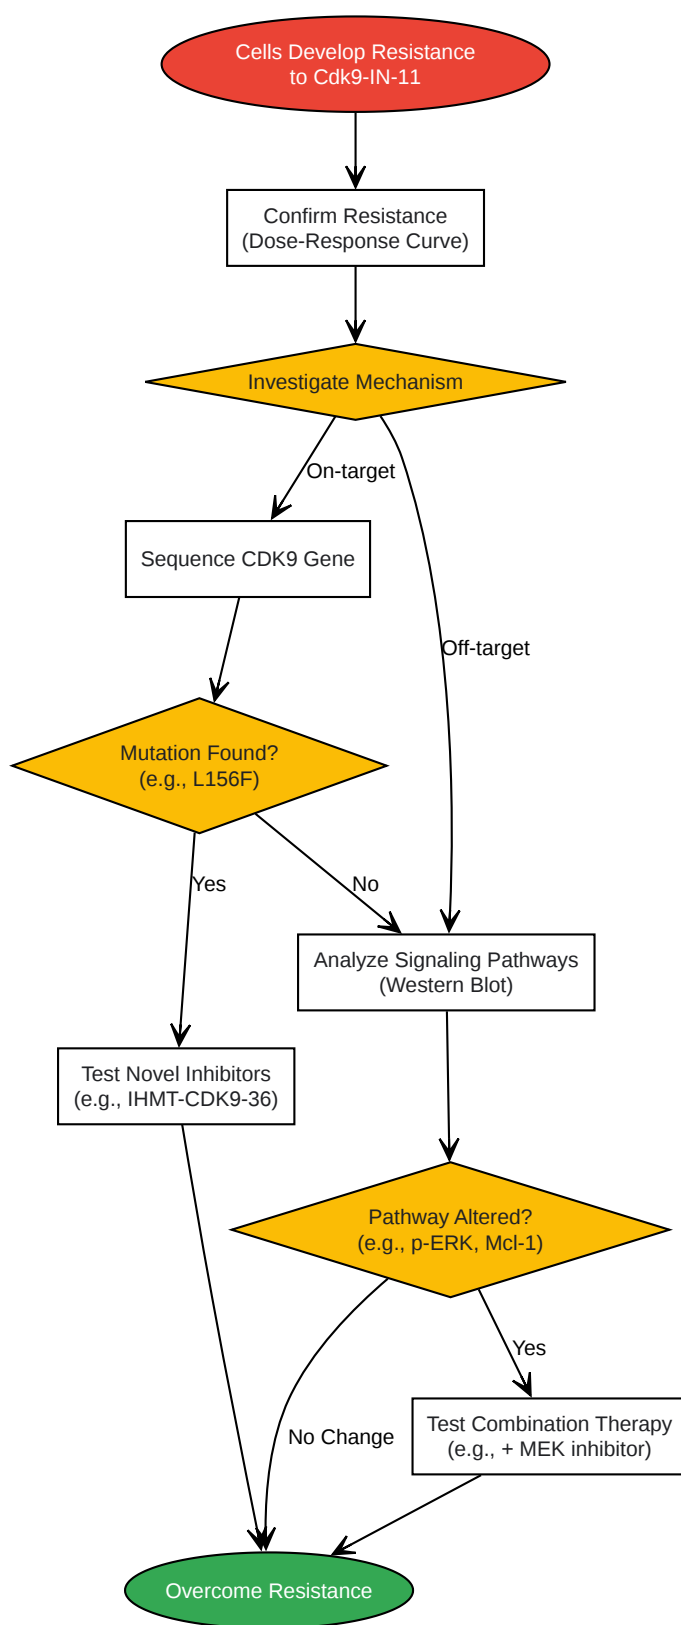 Cells Develop Resistance
to Cdk9-IN-11
Confirm Resistance
(Dose-Response Curve)
Investigate Mechanism
On-target
Sequence CDK9 Gene
Off-target
Mutation Found?
(e.g., L156F)
Yes
No
Analyze Signaling Pathways
(Western Blot)
Test Novel Inhibitors
(e.g., IHMT-CDK9-36)
Pathway Altered?
(e.g., p-ERK, Mcl-1)
Yes
No Change
Test Combination Therapy
(e.g., + MEK inhibitor)
Overcome Resistance